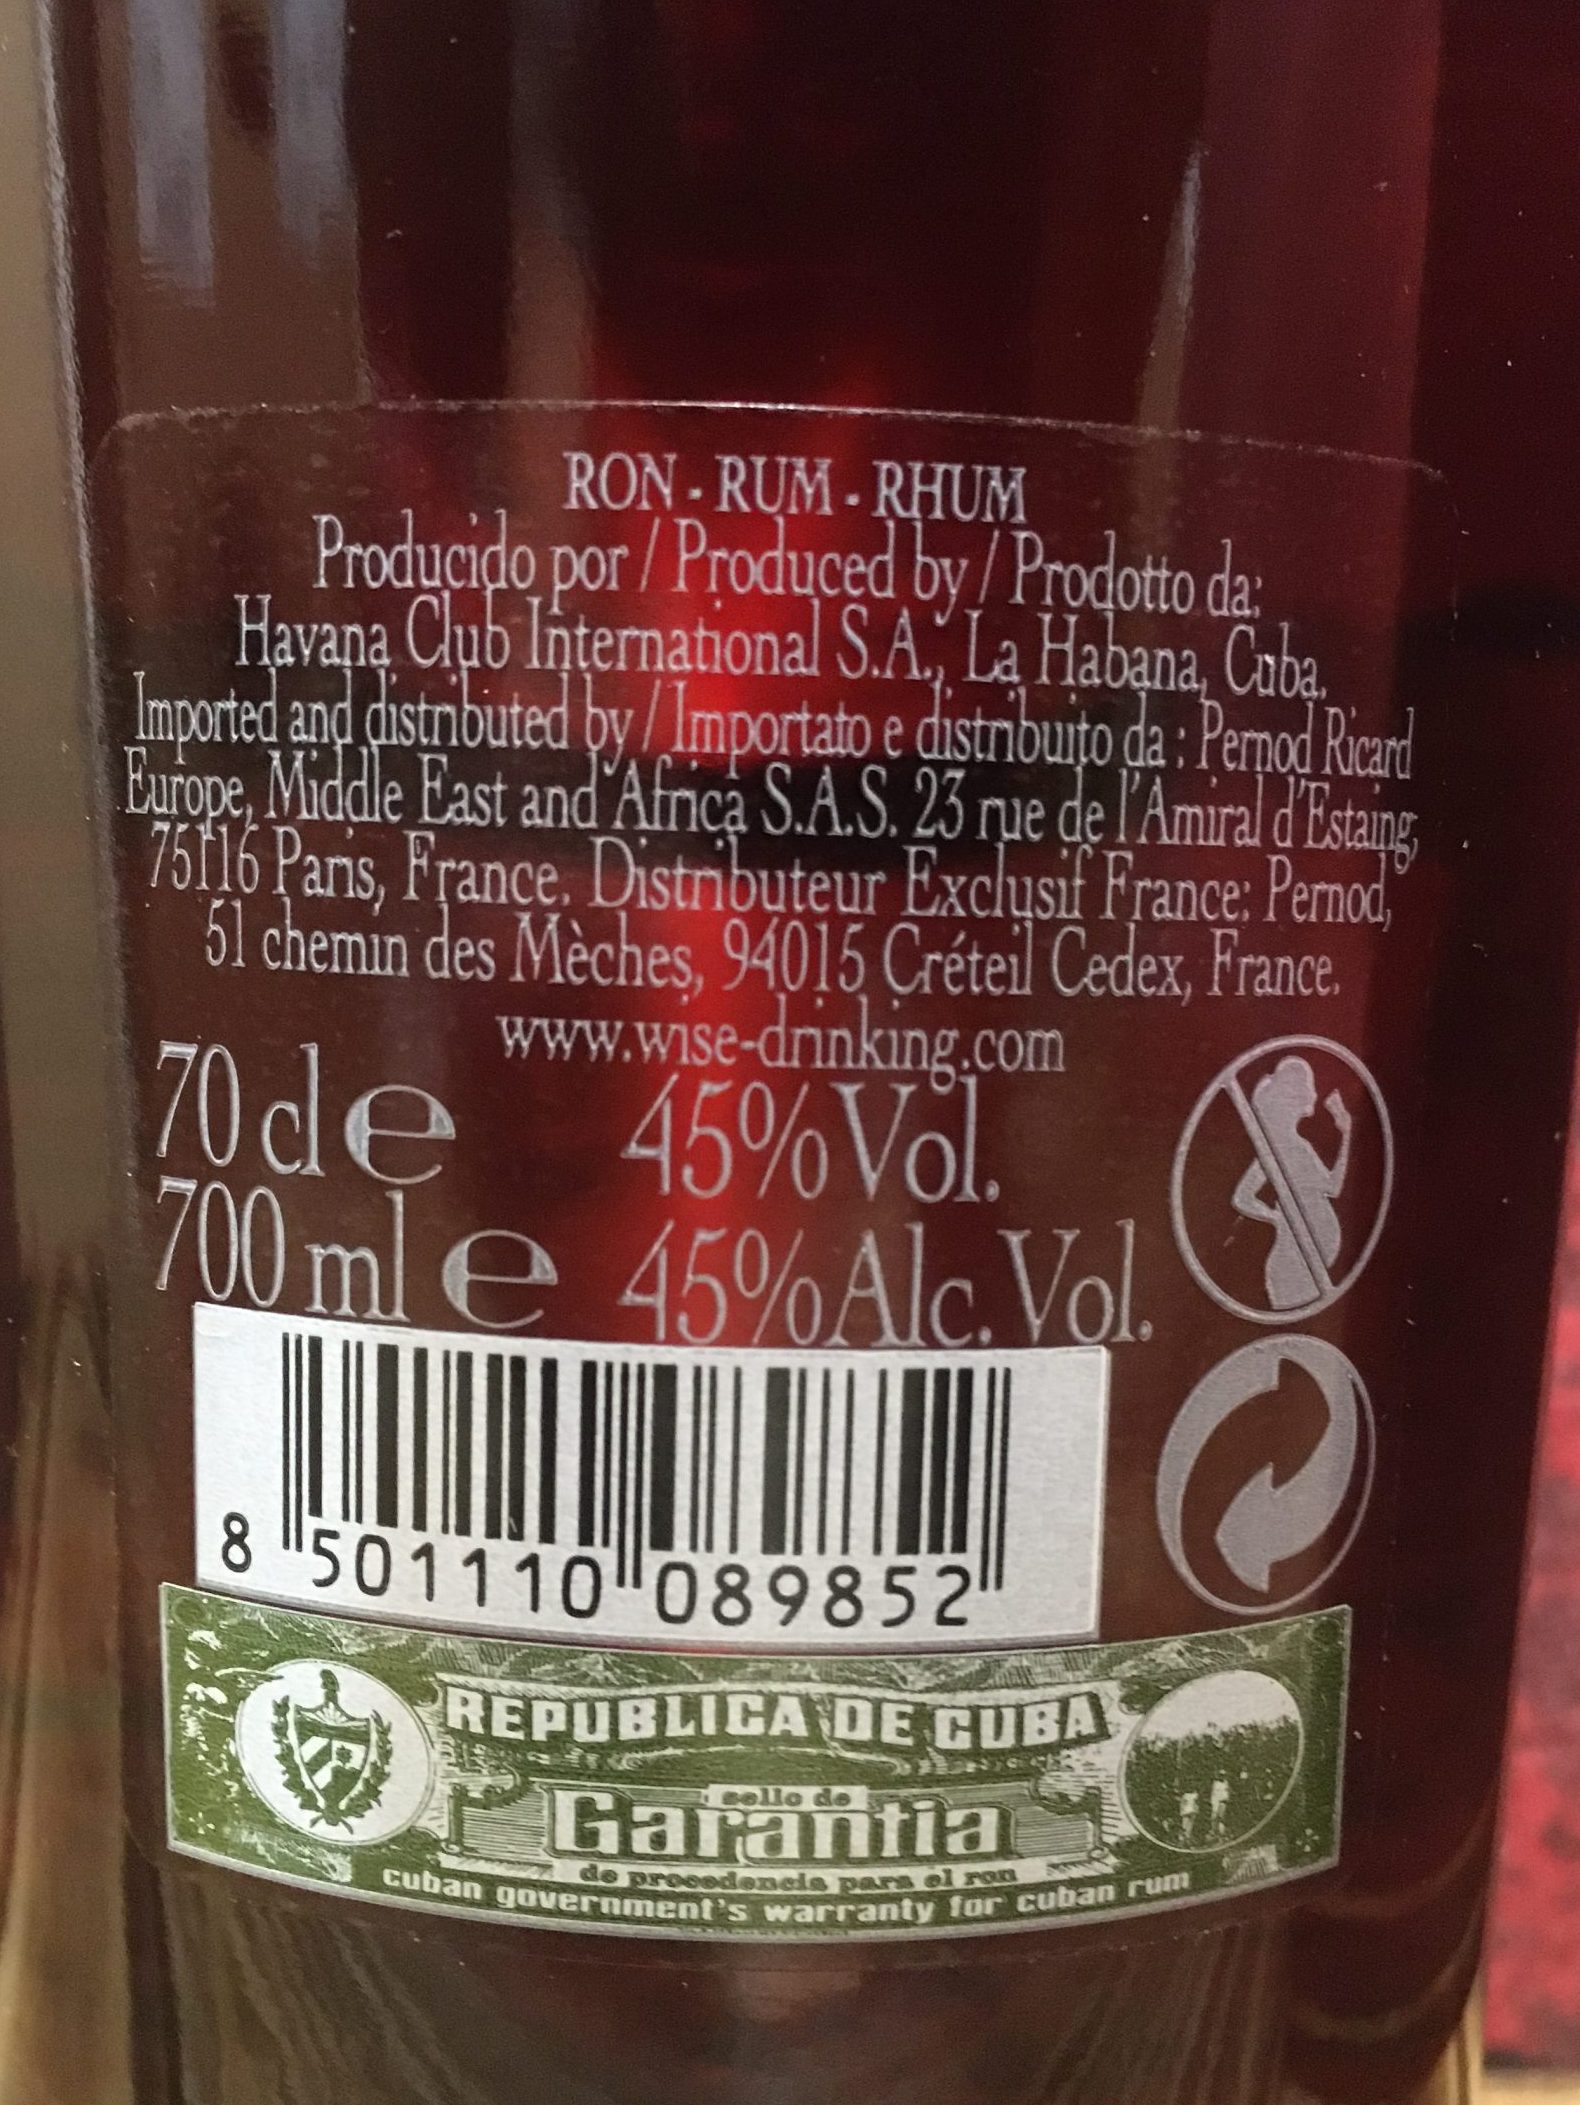 RON - RUM - RHUM
Producido por / Produced by / Prodotto da:
Havana Club International S.A., La Habana, Cuba.
Imported and distributed by / Importato e distribuito da : Pernod Ricard
Europe, Middle East and Africa S.A.S. 23 rue de l'Amiral d'Estaing,
75116 Paris, France. Distributeur Exclusif France: Pernod,
51 chemin des Mèches, 94015 Créteil Cedex, France.
www.wise-drinking.com
70 cl e 45% Vol.
700 ml e 45% Alc. Vol.
8 501110 089852
REPUBLICA DE CUBA
sello de
Garantia
de procedencia para el ron
cuban government's warranty for cuban rum